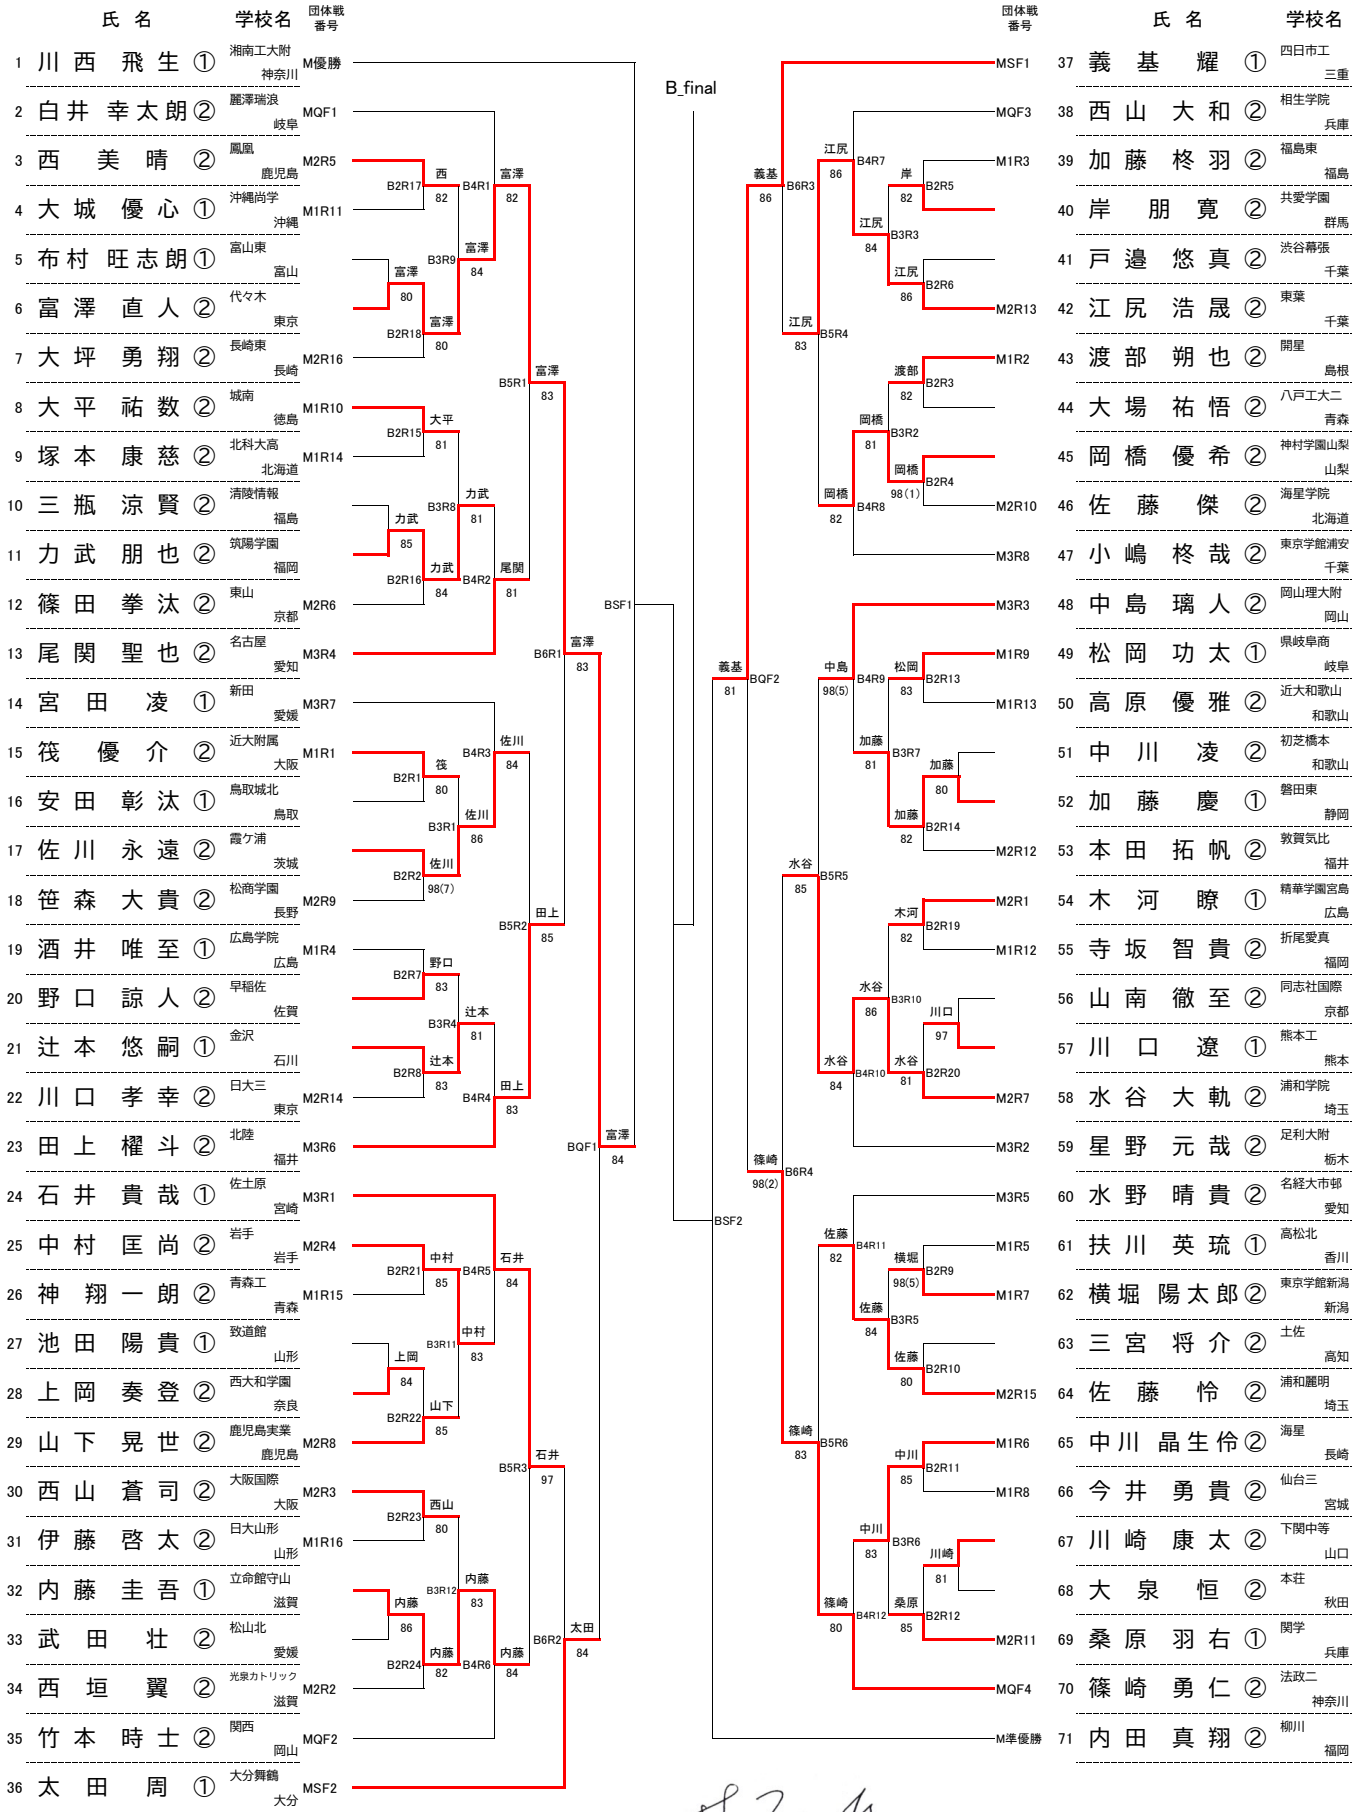 氏 名 学校名 団体戦番号
1 川西 飛生 ① 湘南工大附 神奈川 M優勝
2 白井 幸太朗 ② 麗澤瑞浪 岐阜 MQF1
3 西 美晴 ② 鳳凰 鹿児島 M2R5
4 大城 優心 ① 沖縄尚学 沖縄 M1R11
5 布村 旺志朗 ① 富山東 富山
6 富澤 直人 ② 代々木 東京
7 大坪 勇翔 ② 長崎東 長崎 M2R16
8 大平 祐数 ② 城南 徳島 M1R10
9 塚本 康慈 ② 北科大高 北海道 M1R14
10 三瓶 涼賢 ② 清陵情報 福島
11 力武 朋也 ② 筑陽学園 福岡
12 篠田 拳汰 ② 東山 京都 M2R6
13 尾関 聖也 ② 名古屋 愛知 M3R4
14 宮田 凌 ① 新田 愛媛 M3R7
15 筏 優介 ② 近大附属 大阪 M1R1
16 安田 彰汰 ① 鳥取城北 鳥取
17 佐川 永遠 ② 霞ケ浦 茨城
18 笹森 大貴 ② 松商学園 長野 M2R9
19 酒井 唯至 ① 広島学院 広島 M1R4
20 野口 諒人 ② 早稲佐 佐賀
21 辻本 悠嗣 ① 金沢 石川
22 川口 孝幸 ② 日大三 東京 M2R14
23 田上 櫂斗 ② 北陸 福井 M3R6
24 石井 貴哉 ① 佐土原 宮崎 M3R1
25 中村 匡尚 ② 岩手 岩手 M2R4
26 神 翔一朗 ② 青森工 青森 M1R15
27 池田 陽貴 ① 致道館 山形
28 上岡 奏登 ② 西大和学園 奈良
29 山下 晃世 ② 鹿児島実業 鹿児島 M2R8
30 西山 蒼司 ② 大阪国際 大阪 M2R3
31 伊藤 啓太 ② 日大山形 山形 M1R16
32 内藤 圭吾 ① 立命館守山 滋賀
33 武田 壮 ② 松山北 愛媛
34 西垣 翼 ② 光泉カトリック 滋賀 M2R2
35 竹本 時士 ② 関西 岡山 MQF2
36 太田 周 ① 大分舞鶴 大分 MSF2
B2R17 西 82
富澤 80
B2R18 富澤 80
B3R9 富澤 84
B4R1 富澤 82
B2R15 大平 81
力武 85
B2R16 力武 84
B3R8 力武 81
B4R2 尾関 81
B5R1 富澤 83
B2R1 筏 80
B2R2 佐川 98(7)
B3R1 佐川 86
B4R3 佐川 84
B2R7 野口 83
B2R8 辻本 83
B3R4 辻本 81
B4R4 田上 83
B5R2 田上 85
B6R1 富澤 83
B2R21 中村 85
上岡 84
B2R22 山下 85
B3R11 中村 83
B4R5 石井 84
B2R23 西山 80
内藤 86
B2R24 内藤 82
B3R12 内藤 83
B4R6 内藤 84
B5R3 石井 97
B6R2 太田 84
BQF1 富澤 84
BSF1
B_final
BSF2
義基 81 BQF2
義基 86 B6R3
江尻 83 B5R4
江尻 86 B4R7
江尻 84 B3R3
岸 82 B2R5
江尻 86 B2R6
岡橋 82 B4R8
岡橋 81 B3R2
渡部 82 B2R3
岡橋 98(1) B2R4
篠崎 98(2) B6R4
水谷 85 B5R5
中島 98(5) B4R9
加藤 81 B3R7
松岡 83 B2R13
加藤 82 B2R14
加藤 80
水谷 84 B4R10
水谷 86 B3R10
木河 82 B2R19
水谷 81 B2R20
川口 97
篠崎 83 B5R6
佐藤 82 B4R11
佐藤 84 B3R5
横堀 98(5) B2R9
佐藤 80 B2R10
篠崎 80 B4R12
中川 83 B3R6
中川 85 B2R11
桑原 85 B2R12
川崎 81
団体戦番号 氏 名 学校名
MSF1 37 義基 耀 ① 四日市工 三重
MQF3 38 西山 大和 ② 相生学院 兵庫
M1R3 39 加藤 柊羽 ② 福島東 福島
40 岸 朋寛 ② 共愛学園 群馬
41 戸邉 悠真 ② 渋谷幕張 千葉
M2R13 42 江尻 浩晟 ② 東葉 千葉
M1R2 43 渡部 朔也 ② 開星 島根
44 大場 祐悟 ② 八戸工大二 青森
45 岡橋 優希 ② 神村学園山梨 山梨
M2R10 46 佐藤 傑 ② 海星学院 北海道
M3R8 47 小嶋 柊哉 ② 東京学館浦安 千葉
M3R3 48 中島 璃人 ② 岡山理大附 岡山
M1R9 49 松岡 功太 ① 県岐阜商 岐阜
M1R13 50 高原 優雅 ② 近大和歌山 和歌山
51 中川 凌 ② 初芝橋本 和歌山
52 加藤 慶 ① 磐田東 静岡
M2R12 53 本田 拓帆 ② 敦賀気比 福井
M2R1 54 木河 瞭 ① 精華学園宮島 広島
M1R12 55 寺坂 智貴 ② 折尾愛真 福岡
56 山南 徹至 ② 同志社国際 京都
57 川口 遼 ① 熊本工 熊本
M2R7 58 水谷 大軌 ② 浦和学院 埼玉
M3R2 59 星野 元哉 ② 足利大附 栃木
M3R5 60 水野 晴貴 ② 名経大市邨 愛知
M1R5 61 扶川 英琉 ① 高松北 香川
M1R7 62 横堀 陽太郎 ② 東京学館新潟 新潟
63 三宮 将介 ② 土佐 高知
M2R15 64 佐藤 怜 ② 浦和麗明 埼玉
M1R6 65 中川 晶生伶 ② 海星 長崎
M1R8 66 今井 勇貴 ② 仙台三 宮城
67 川崎 康太 ② 下関中等 山口
68 大泉 恒 ② 本荘 秋田
M2R11 69 桑原 羽右 ① 関学 兵庫
MQF4 70 篠崎 勇仁 ② 法政二 神奈川
M準優勝 71 内田 真翔 ② 柳川 福岡